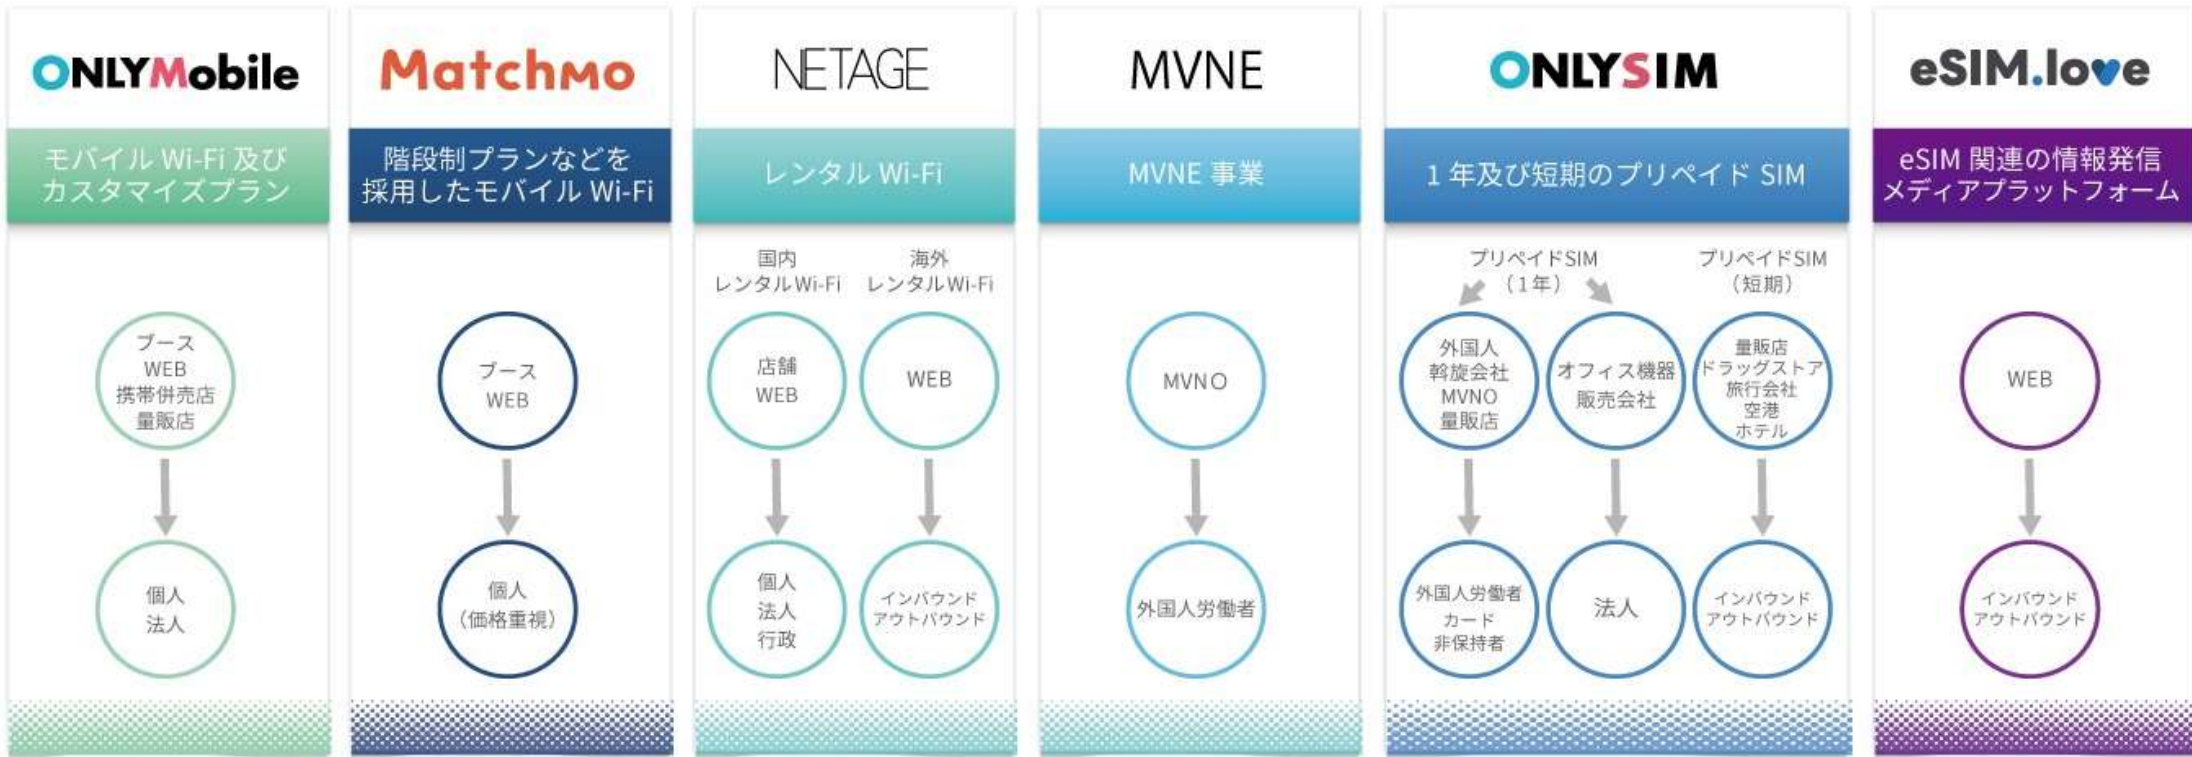 ONLYMobile
モバイル Wi-Fi 及び
カスタマイズプラン
ブース
WEB
携帯併売店
量販店
個人
法人
Matchmo
階段制プランなどを
採用したモバイル Wi-Fi
ブース
WEB
個人
（価格重視）
NETAGE
レンタル Wi-Fi
国内
レンタルWi-Fi
店舗
WEB
個人
法人
行政
海外
レンタルWi-Fi
WEB
インバウンド
アウトバウンド
MVNE
MVNE 事業
MVNO
外国人労働者
ONLYSIM
1 年及び短期のプリペイド SIM
プリペイドSIM
（1年）
外国人
斡旋会社
MVNO
量販店
外国人労働者
カード
非保持者
オフィス機器
販売会社
法人
プリペイドSIM
（短期）
量販店
ドラッグストア
旅行会社
空港
ホテル
インバウンド
アウトバウンド
eSIM.love
eSIM 関連の情報発信
メディアプラットフォーム
WEB
インバウンド
アウトバウンド